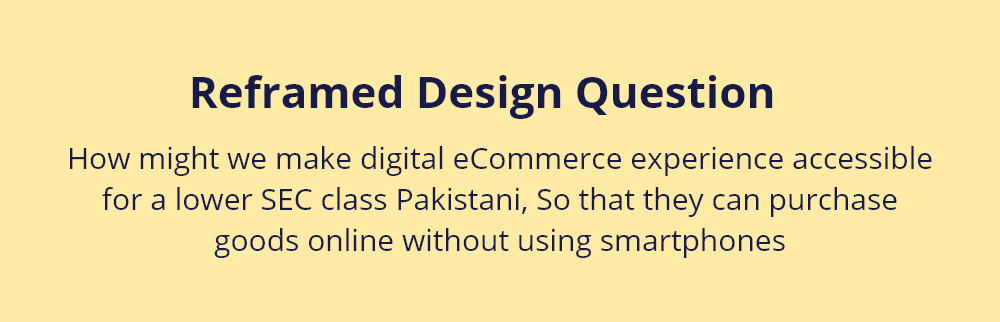 Reframed Design Question
How might we make digital eCommerce experience accessible
for a lower SEC class Pakistani, So that they can purchase
goods online without using smartphones